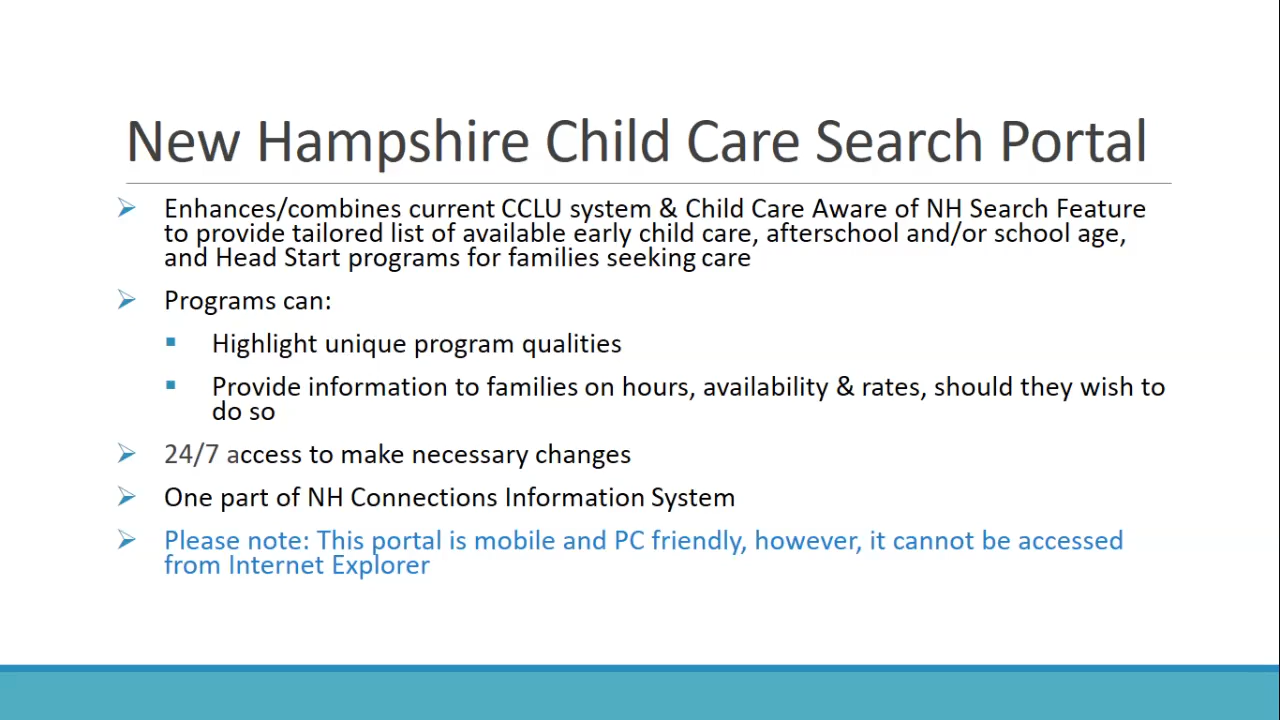 New Hampshire Child Care Search Portal
Enhances/combines current CCLU system & Child Care Aware of NH Search Feature
to provide tailored list of available early child care, afterschool and/or school age,
and Head Start programs for families seeking care
Programs can:
Highlight unique program qualities
Provide information to families on hours, availability & rates, should they wish to
do so
24/7 access to make necessary changes
One part of NH Connections Information System
Please note: This portal is mobile and PC friendly, however, it cannot be accessed
from Internet Explorer